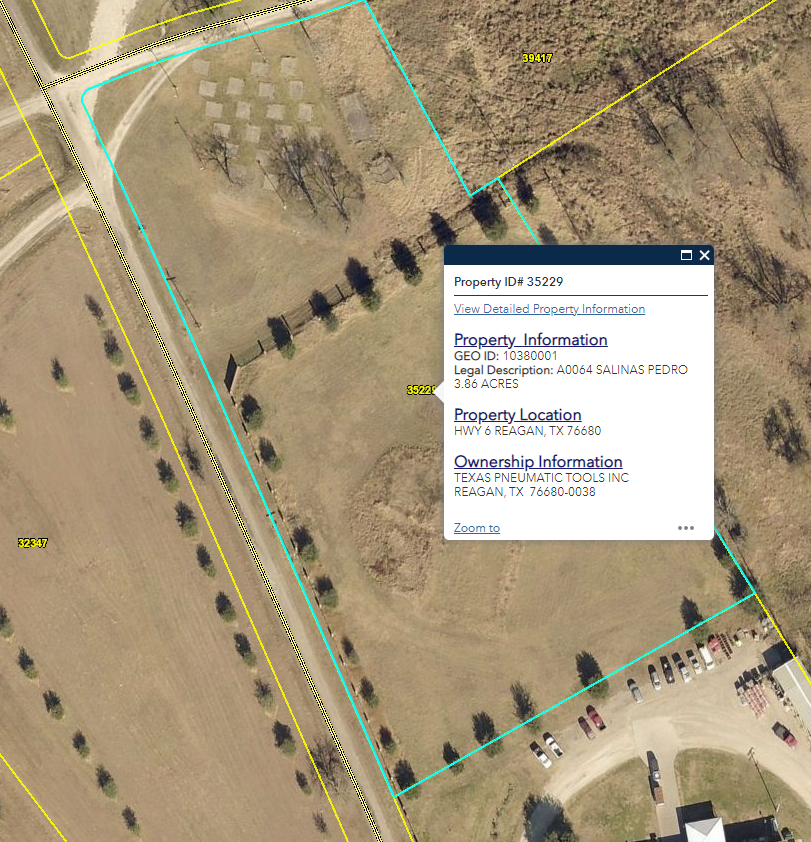 39417
Property ID# 35229
View Detailed Property Information
Property  Information
GEO ID: 10380001
Legal Description: A0064 SALINAS PEDRO
3.86 ACRES
35229
Property Location
HWY 6 REAGAN, TX 76680
Ownership Information
TEXAS PNEUMATIC TOOLS INC
REAGAN, TX  76680-0038
Zoom to
32347